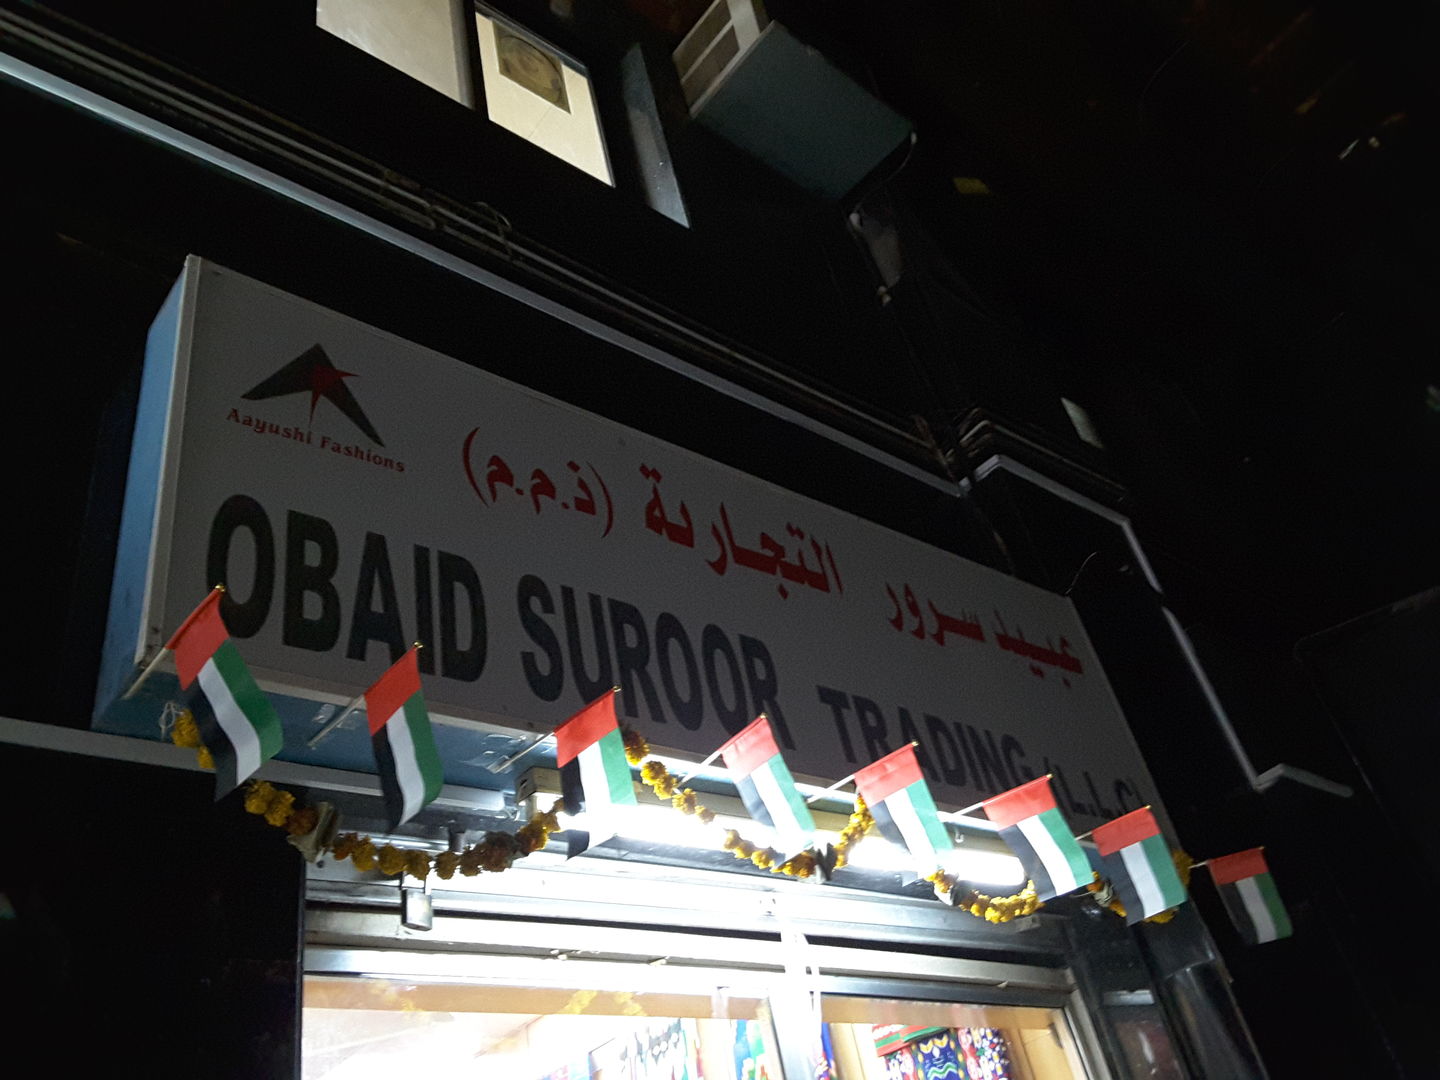 Aayushi Fashions
عبيد سرور التجارية (ذ.م.م)
OBAID SUROOR TRADING (L.L.C)